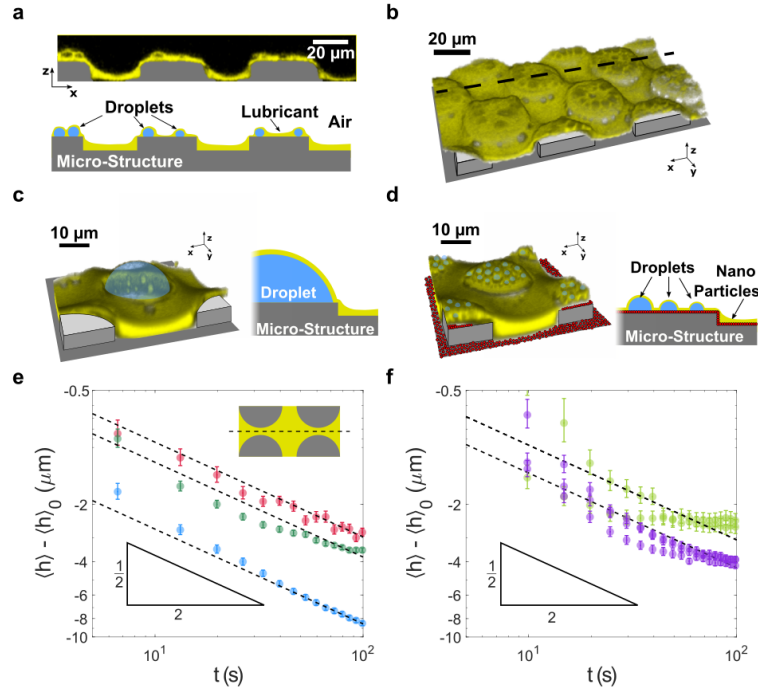 a
20 µm
z
x
Droplets
Lubricant
Air
Micro-Structure
b
20 µm
z
x
y
c
10 µm
z
x
y
Droplet
Micro-Structure
d
10 µm
z
x
y
Droplets
Nano
Particles
Micro-Structure
e
-0.5
-2
-4
-6
-8
-10
⟨h⟩ - ⟨h⟩₀ (µm)
1/2
2
10¹
10²
t (s)
f
-0.5
-2
-4
-6
-8
-10
⟨h⟩ - ⟨h⟩₀ (µm)
1/2
2
10¹
10²
t (s)